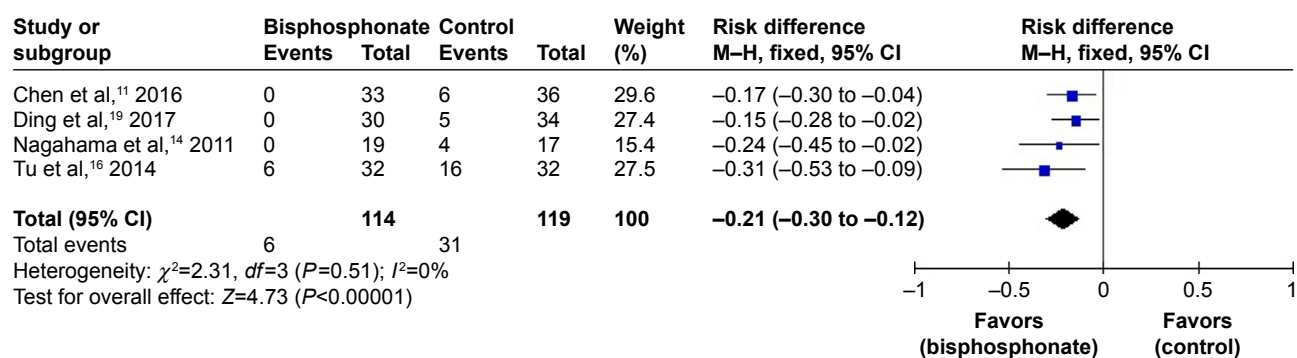 Study or Bisphosphonate Control Weight Risk difference Risk difference
subgroup Events Total Events Total (%) M–H, fixed, 95% CI M–H, fixed, 95% CI
Chen et al,¹¹ 2016 0 33 6 36 29.6 –0.17 (–0.30 to –0.04)
Ding et al,¹⁹ 2017 0 30 5 34 27.4 –0.15 (–0.28 to –0.02)
Nagahama et al,¹⁴ 2011 0 19 4 17 15.4 –0.24 (–0.45 to –0.02)
Tu et al,¹⁶ 2014 6 32 16 32 27.5 –0.31 (–0.53 to –0.09)
Total (95% CI) 114 119 100 –0.21 (–0.30 to –0.12)
Total events 6 31
Heterogeneity: χ²=2.31, df=3 (P=0.51); I²=0%
Test for overall effect: Z=4.73 (P<0.00001)
–1 –0.5 0 0.5 1
Favors Favors
(bisphosphonate) (control)